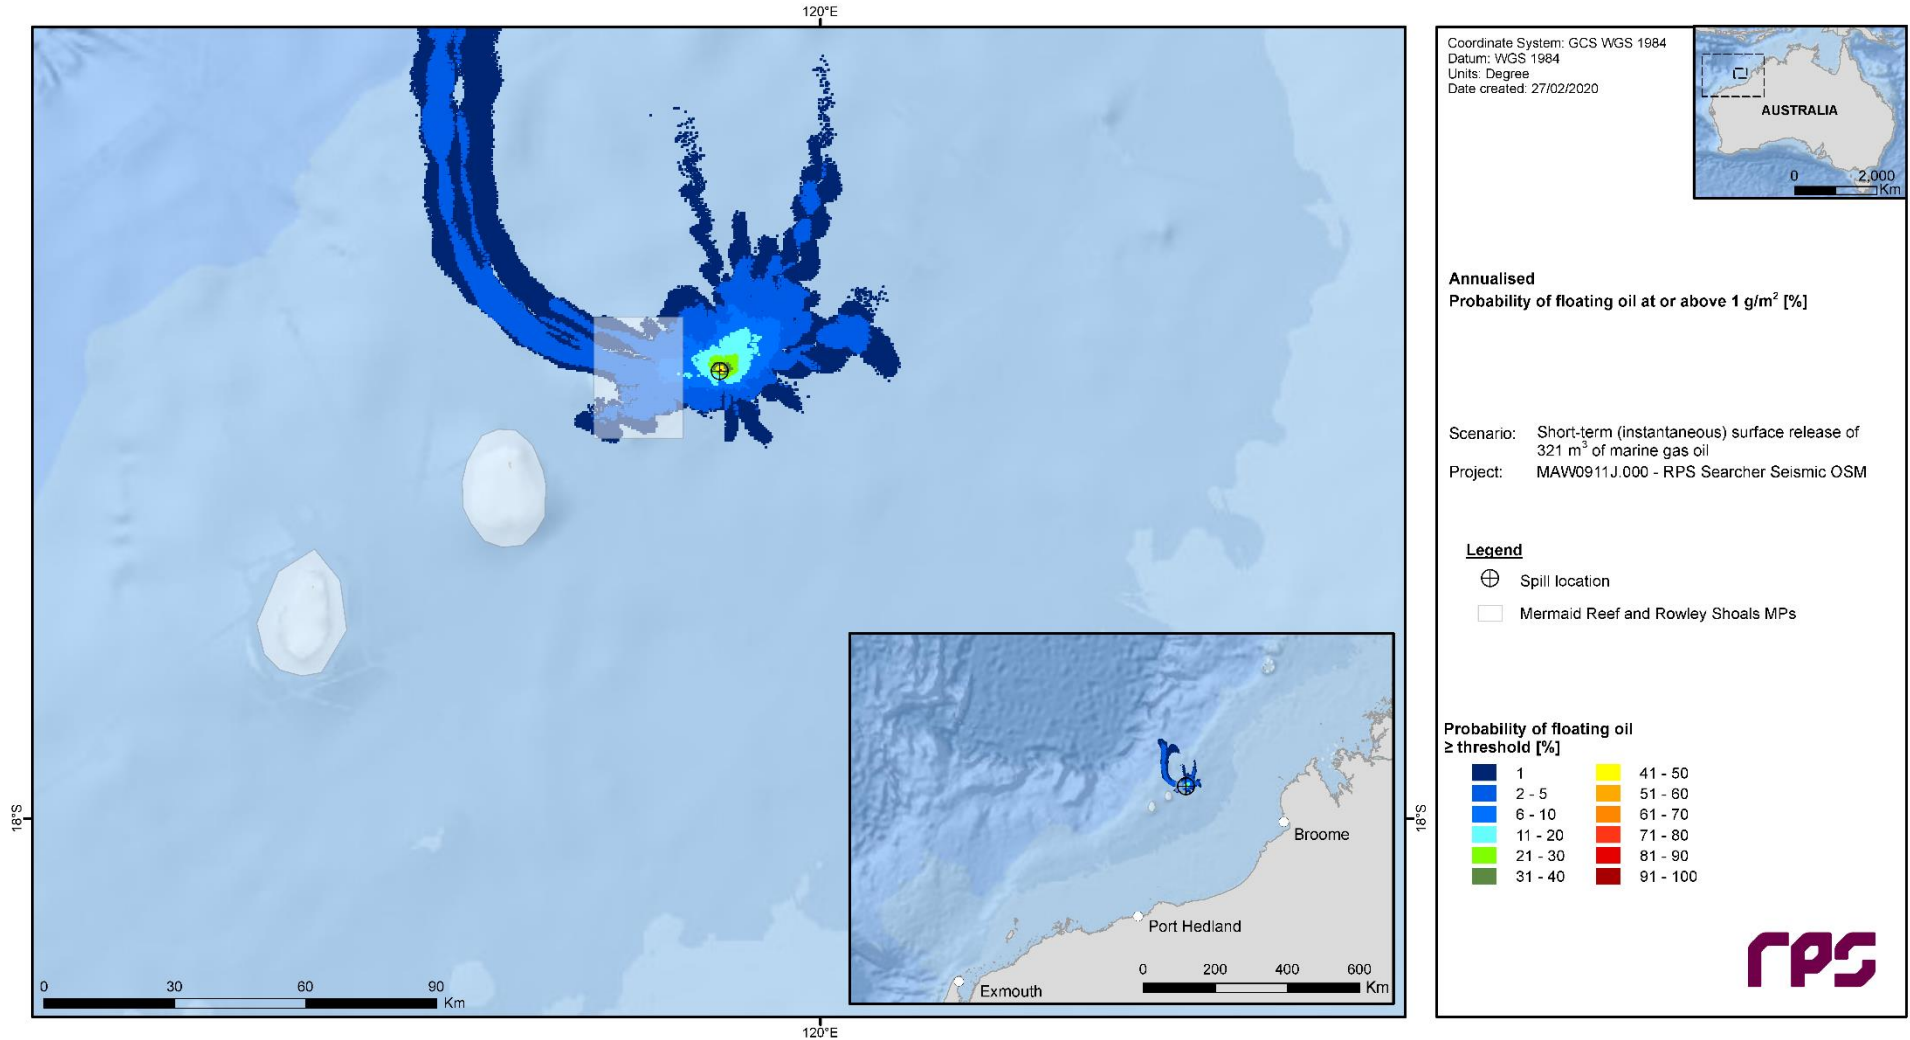 120°E
18°S
18°S
120°E
0 30 60 90
Km
Broome
Port Hedland
Exmouth
0 200 400 600
Km
Coordinate System: GCS WGS 1984
Datum: WGS 1984
Units: Degree
Date created: 27/02/2020
AUSTRALIA
0 2,000
Km
Annualised
Probability of floating oil at or above 1 g/m² [%]
Scenario: Short-term (instantaneous) surface release of
321 m³ of marine gas oil
Project: MAW0911J.000 - RPS Searcher Seismic OSM
Legend
Spill location
Mermaid Reef and Rowley Shoals MPs
Probability of floating oil
≥ threshold [%]
1 41 - 50
2 - 5 51 - 60
6 - 10 61 - 70
11 - 20 71 - 80
21 - 30 81 - 90
31 - 40 91 - 100
rps